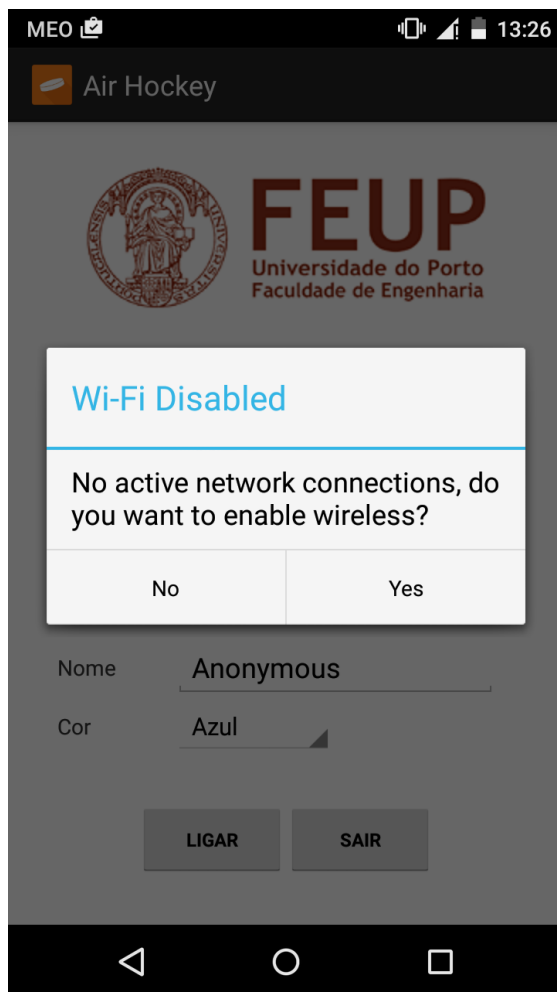 MEO 13:26
Air Hockey
FEUP
Universidade do Porto
Faculdade de Engenharia
Wi-Fi Disabled
No active network connections, do
you want to enable wireless?
No Yes
Nome Anonymous
Cor Azul
LIGAR SAIR